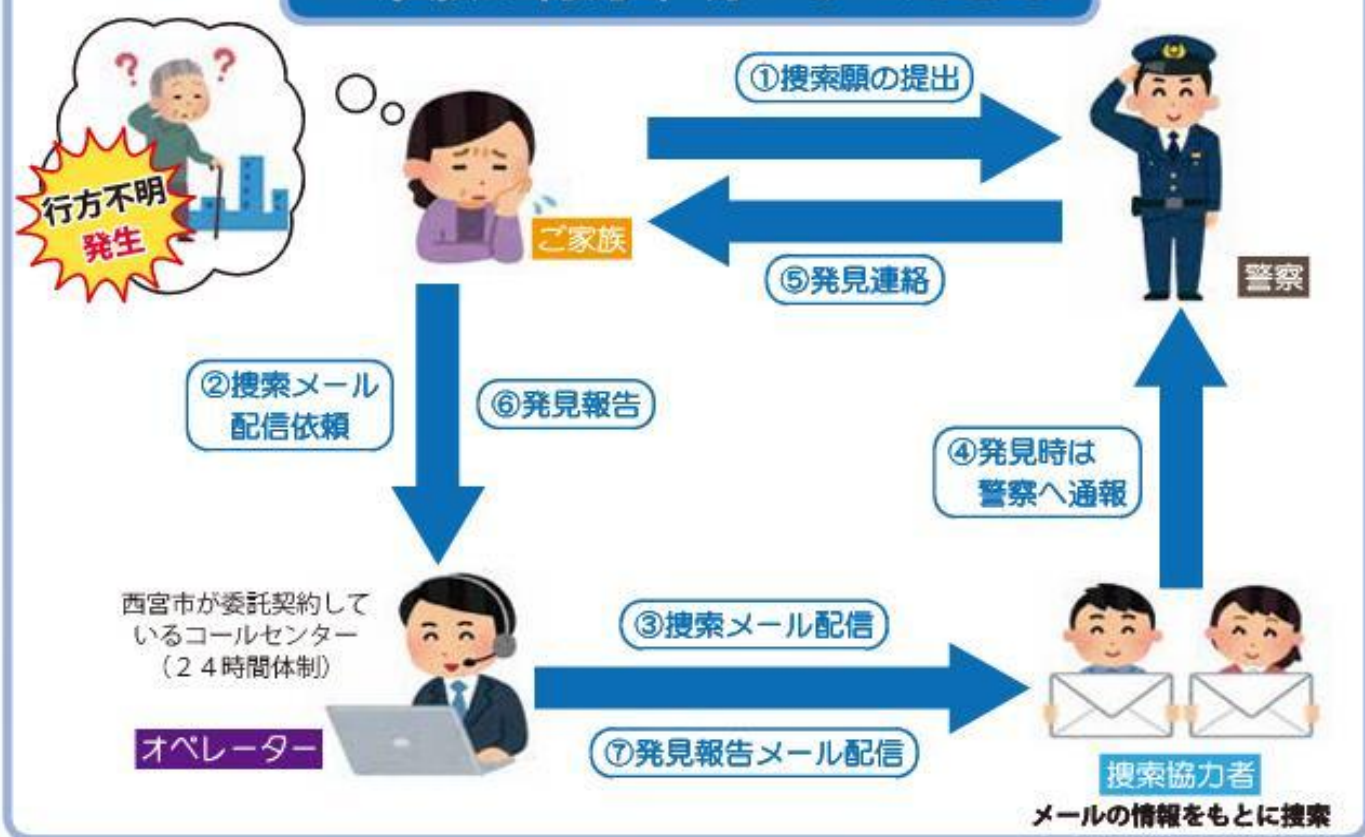 行方不明
発生
①捜索願の提出
ご家族
⑤発見連絡
警察
②捜索メール
配信依頼
⑥発見報告
④発見時は
警察へ通報
西宮市が委託契約して
いるコールセンター
（２４時間体制）
オペレーター
③捜索メール配信
⑦発見報告メール配信
捜索協力者
メールの情報をもとに捜索